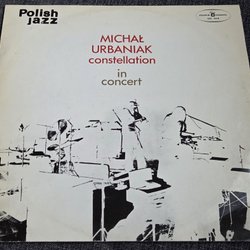 Polish
jazz
MICHAŁ
URBANIAK
constellation
in
concert